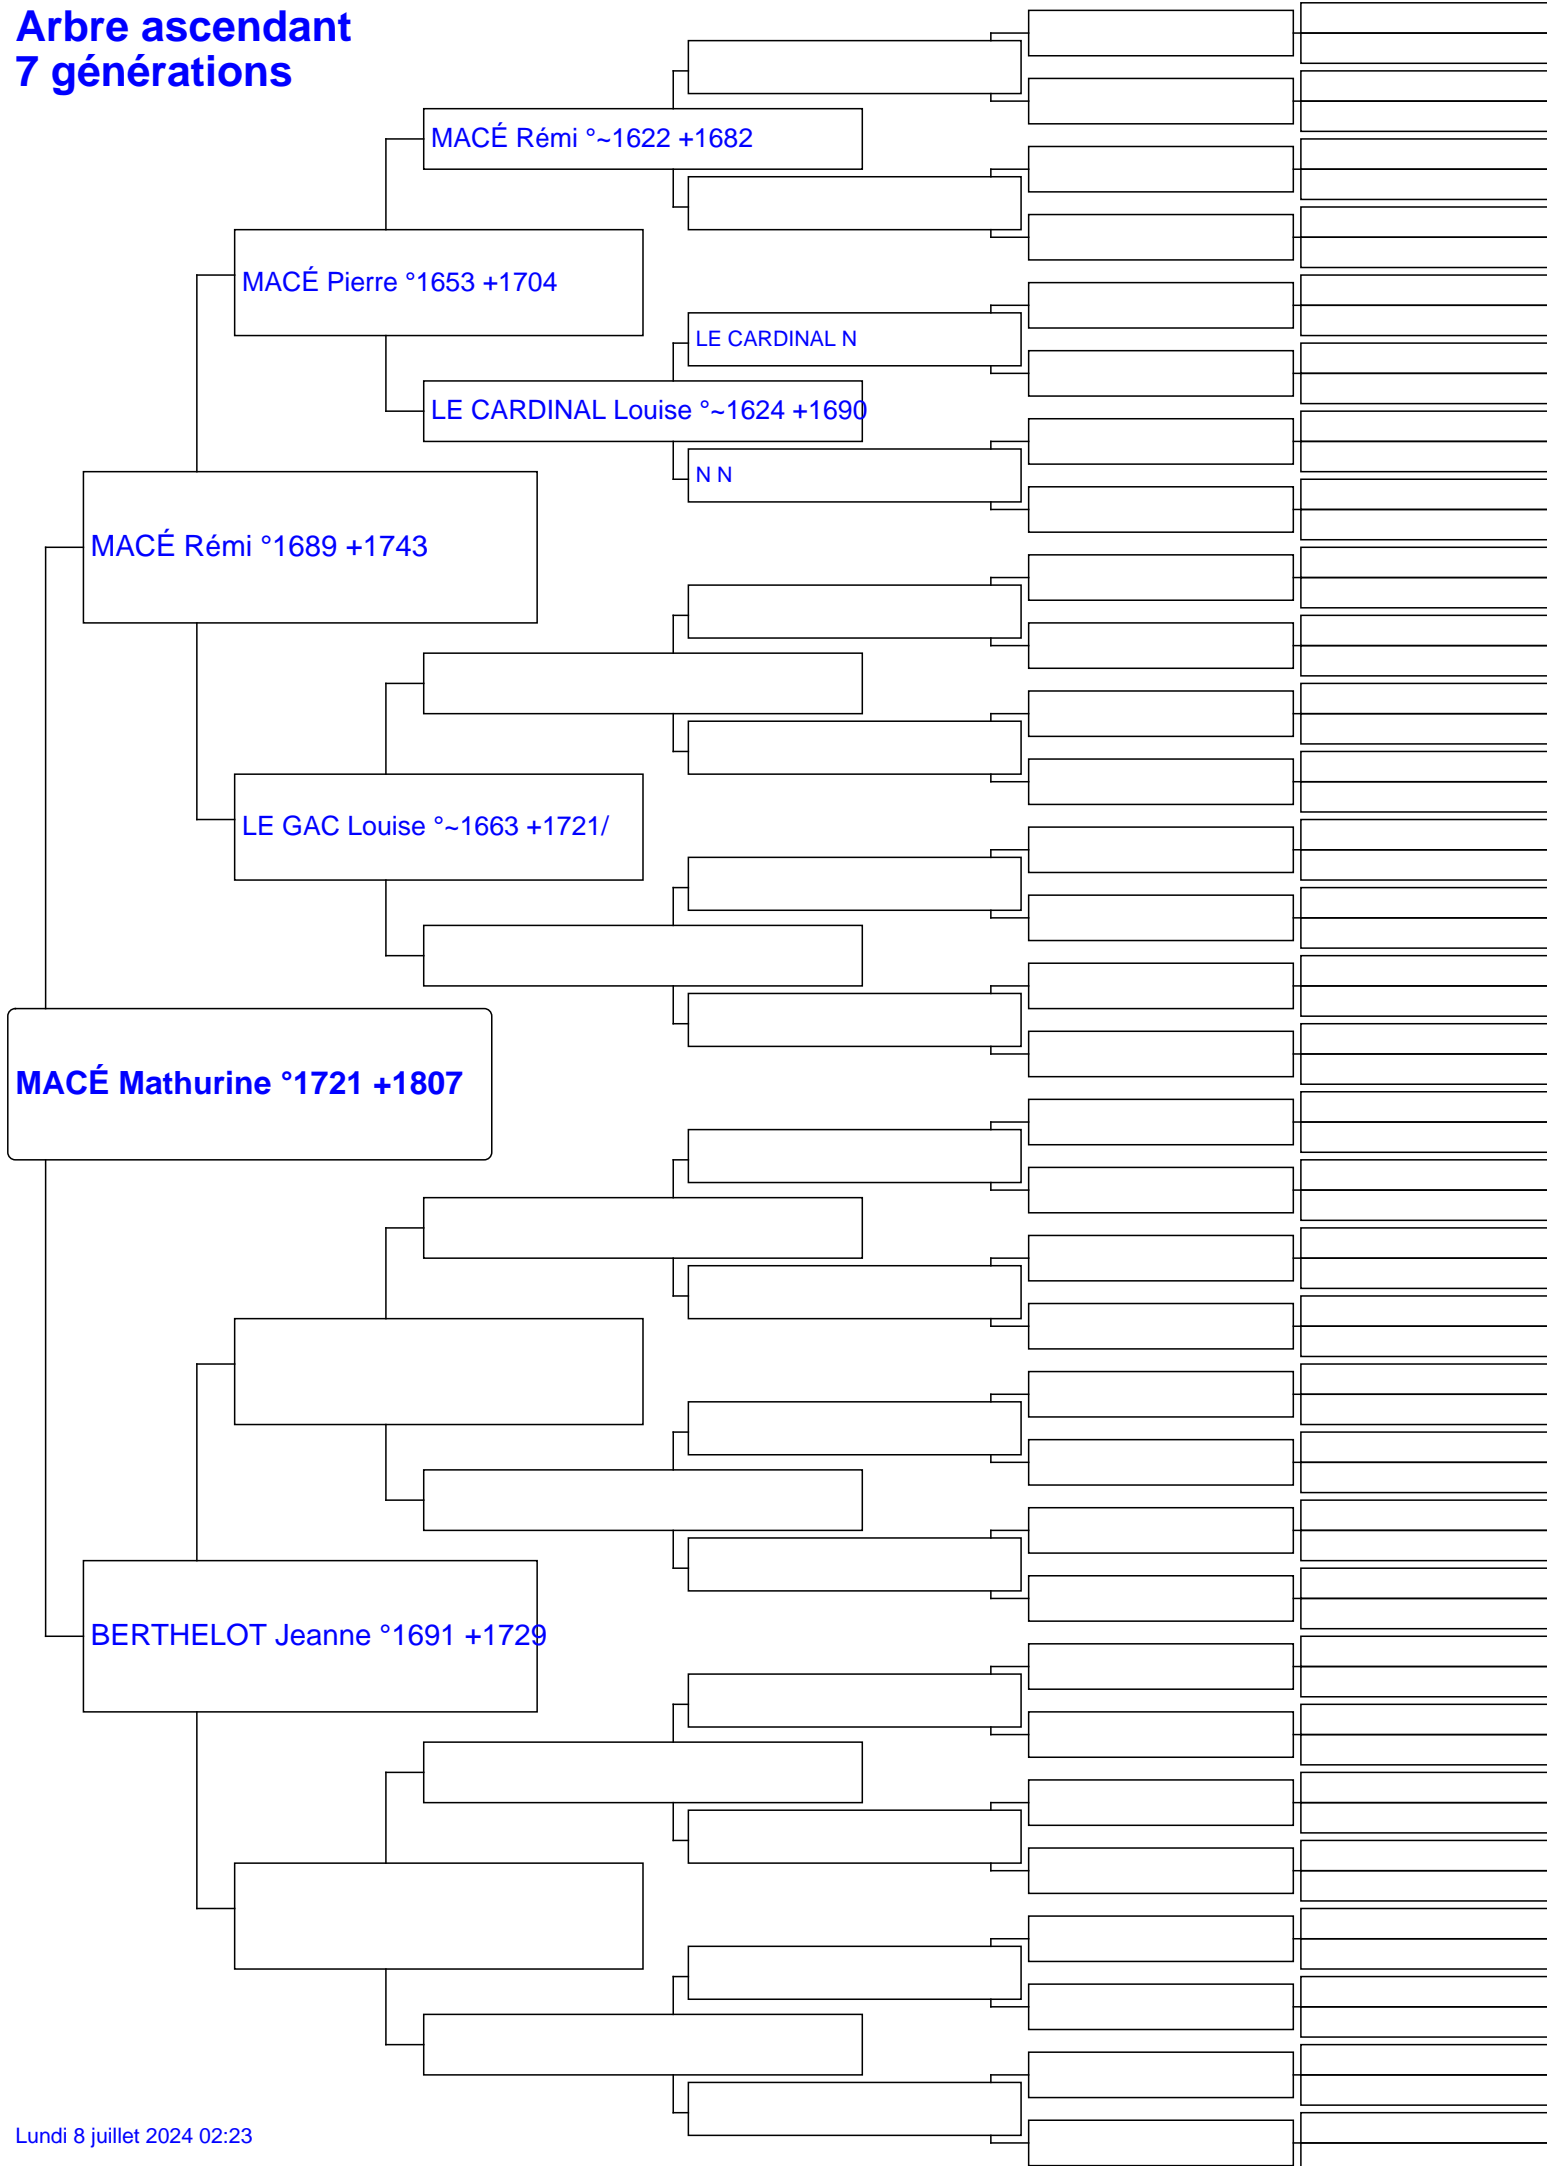 Arbre ascendant
7 générations
MACÉ Rémi °~1622 +1682
MACÉ Pierre °1653 +1704
LE CARDINAL N
LE CARDINAL Louise °~1624 +1690
N N
MACÉ Rémi °1689 +1743
LE GAC Louise °~1663 +1721/
MACÉ Mathurine °1721 +1807
BERTHELOT Jeanne °1691 +1729
Lundi 8 juillet 2024 02:23